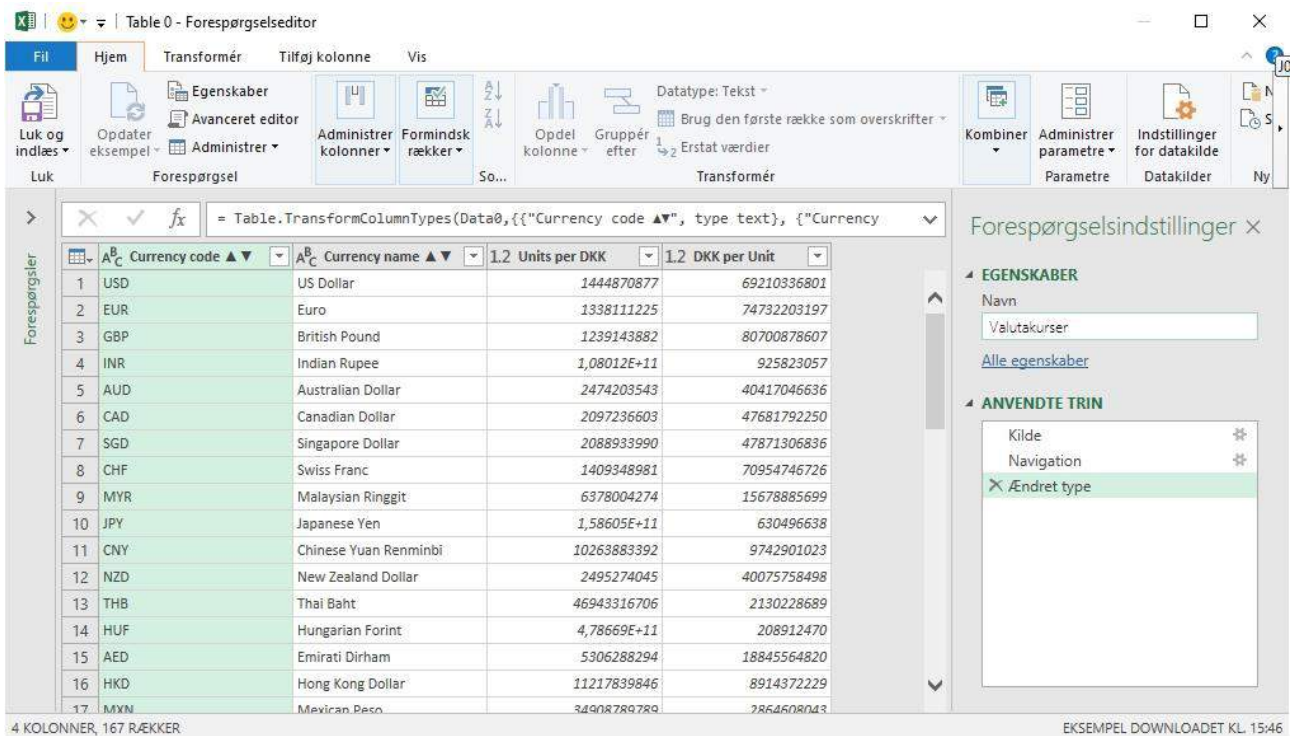 Table 0 - Forespørgselseditor
Fil Hjem Transformér Tilføj kolonne Vis
Luk og indlæs
Opdater eksempel
Egenskaber
Avanceret editor
Administrer
Administrer kolonner
Formindsk rækker
Opdel kolonne
Gruppér efter
Datatype: Tekst
Brug den første række som overskrifter
Erstat værdier
Kombiner
Administrer parametre
Indstillinger for datakilde
Luk Forespørgsel So... Transformér Parametre Datakilder Ny
= Table.TransformColumnTypes(Data0,{{"Currency code ▲▼", type text}, {"Currency
Forespørgsler
Currency code ▲▼ Currency name ▲▼ 1.2 Units per DKK 1.2 DKK per Unit
1 USD US Dollar 1444870877 69210336801
2 EUR Euro 1338111225 74732203197
3 GBP British Pound 1239143882 80700878607
4 INR Indian Rupee 1,08012E+11 925823057
5 AUD Australian Dollar 2474203543 40417046636
6 CAD Canadian Dollar 2097236603 47681792250
7 SGD Singapore Dollar 2088933990 47871306836
8 CHF Swiss Franc 1409348981 70954746726
9 MYR Malaysian Ringgit 6378004274 15678885699
10 JPY Japanese Yen 1,58605E+11 630496638
11 CNY Chinese Yuan Renminbi 10263883392 9742901023
12 NZD New Zealand Dollar 2495274045 40075758498
13 THB Thai Baht 46943316706 2130228689
14 HUF Hungarian Forint 4,78669E+11 208912470
15 AED Emirati Dirham 5306288294 18845564820
16 HKD Hong Kong Dollar 11217839846 8914372229
17 MXN Mexican Peso 34908789789 2864608043
Forespørgselsindstillinger
EGENSKABER
Navn
Valutakurser
Alle egenskaber
ANVENDTE TRIN
Kilde
Navigation
Ændret type
4 KOLONNER, 167 RÆKKER
EKSEMPEL DOWNLOADET KL. 15:46